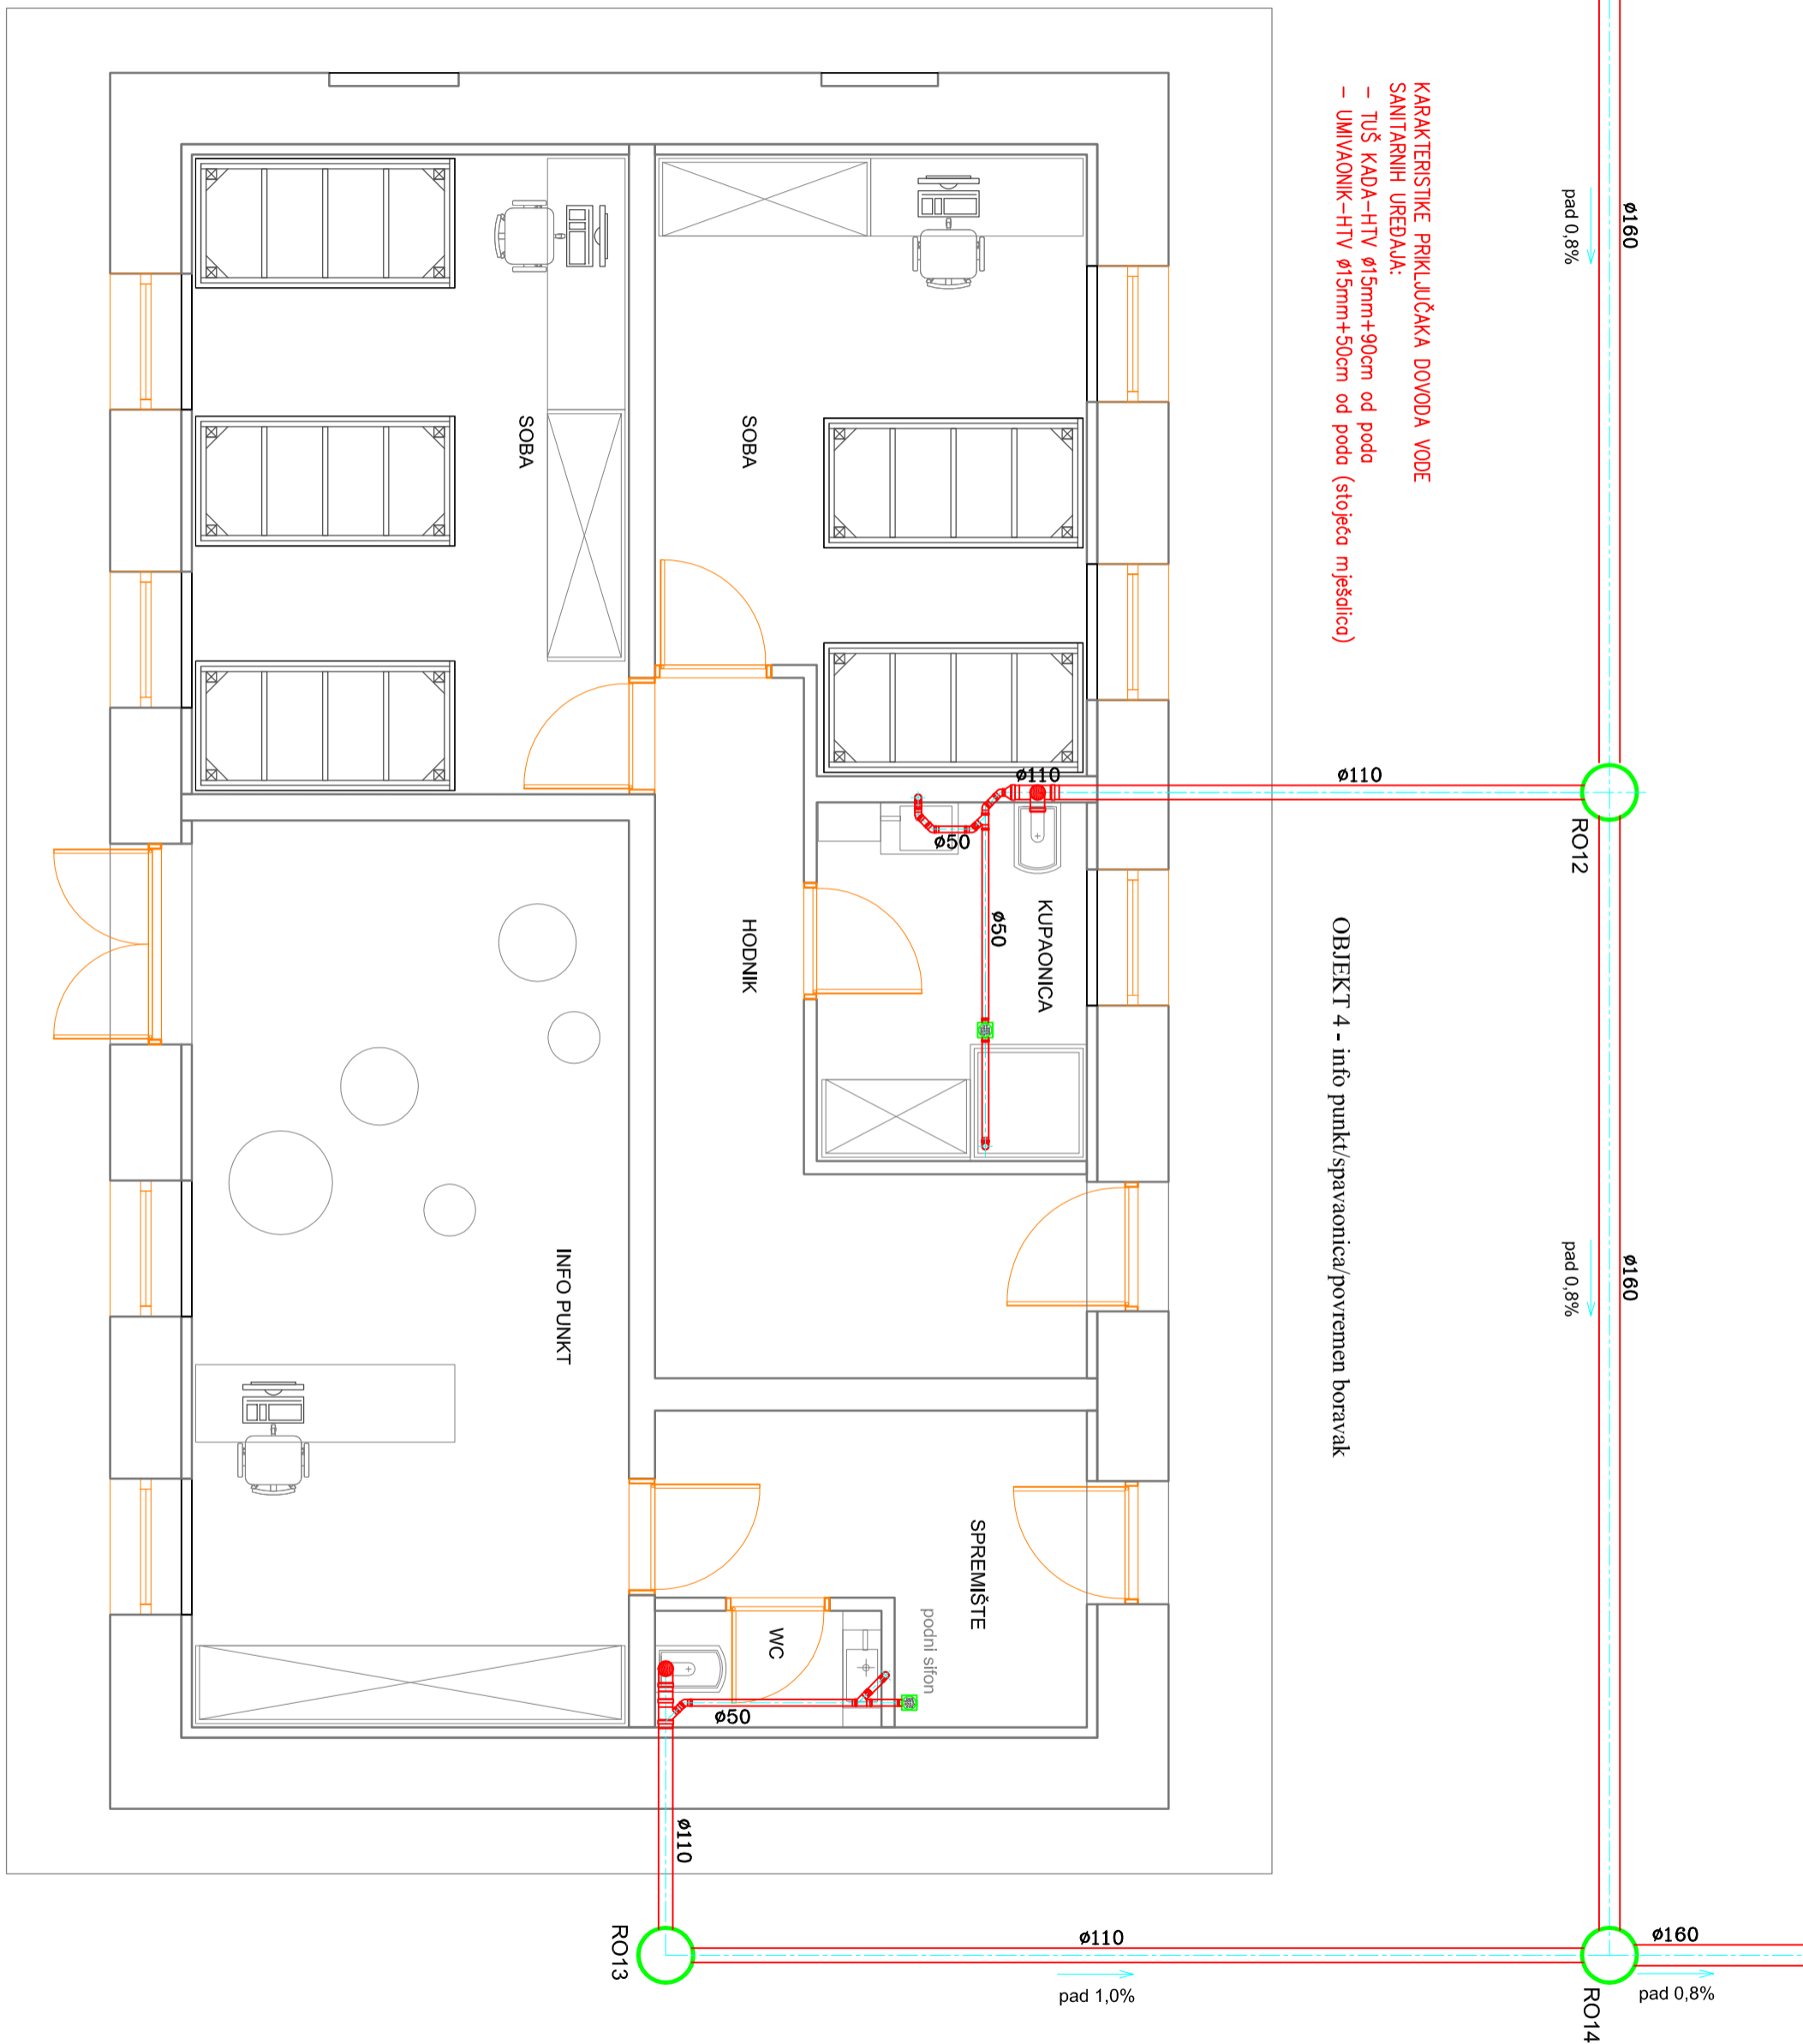 KARAKTERISTIKE PRIKLJUČAKA DOVODA VODE
SANITARNIH UREĐAJA:
- TUŠ KADA-HTV ø15mm+90cm od poda
- UMIVAONIK-HTV ø15mm+50cm od poda (stojeća mješalica)
ø160
pad 0,8%
RO12
ø110
ø160
pad 0,8%
OBJEKT 4 - info punkt/spavaonica/povremen boravak
SOBA
SOBA
ø110
ø50
ø50
KUPAONICA
HODNIK
INFO PUNKT
SPREMIŠTE
podni sifon
WC
ø50
ø110
RO13
ø110
pad 1,0%
ø160
pad 0,8%
RO14